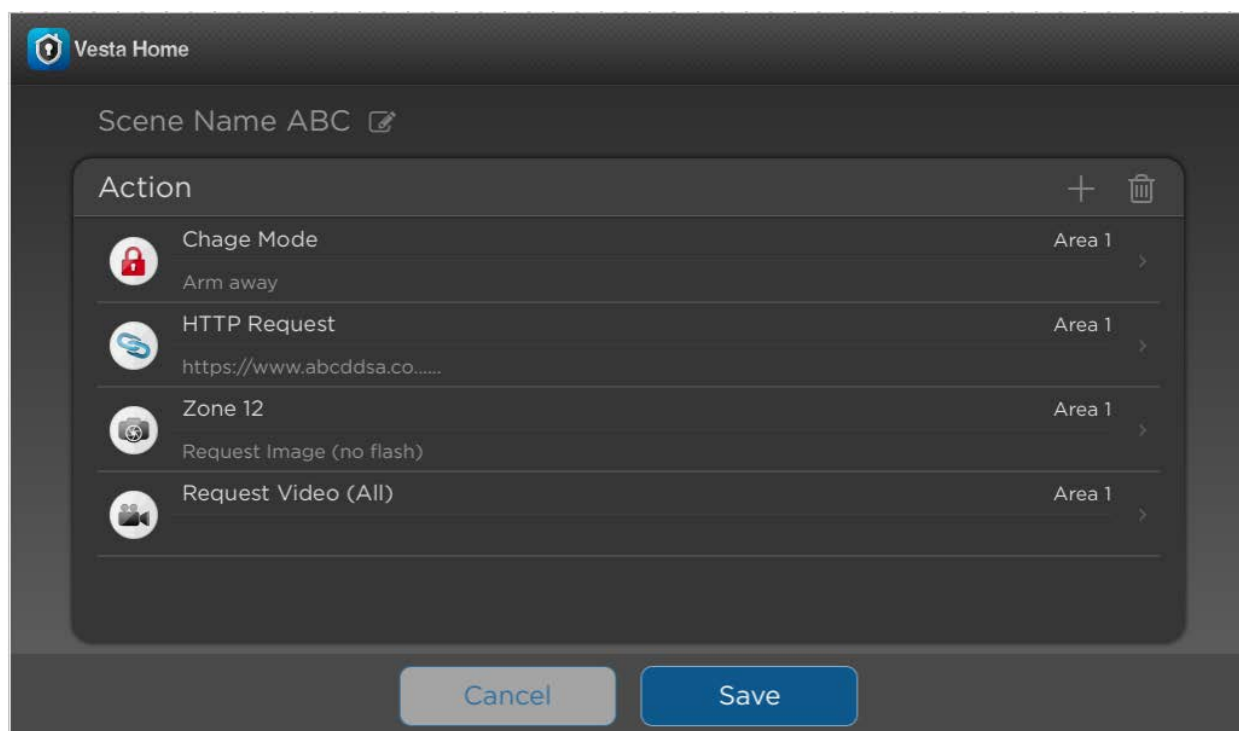 Vesta Home
Scene Name ABC
Action
Chage Mode
Area 1
Arm away
HTTP Request
Area 1
https://www.abcddsa.co......
Zone 12
Area 1
Request Image (no flash)
Request Video (All)
Area 1
Cancel
Save